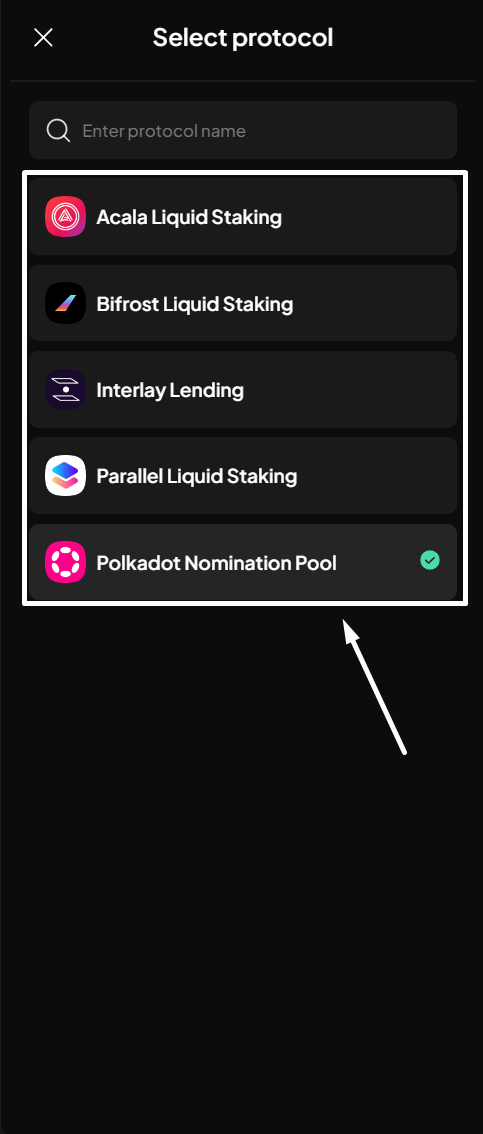 Select protocol
Enter protocol name
Acala Liquid Staking
Bifrost Liquid Staking
Interlay Lending
Parallel Liquid Staking
Polkadot Nomination Pool